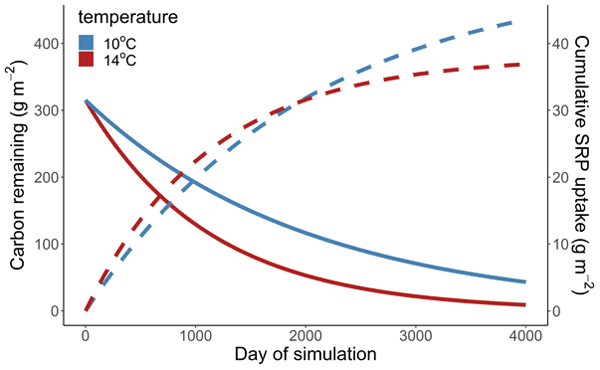 temperature
10°C
14°C
Carbon remaining (g m⁻²)
400
300
200
100
0
Cumulative SRP uptake (g m⁻²)
40
30
20
10
0
0 1000 2000 3000 4000
Day of simulation